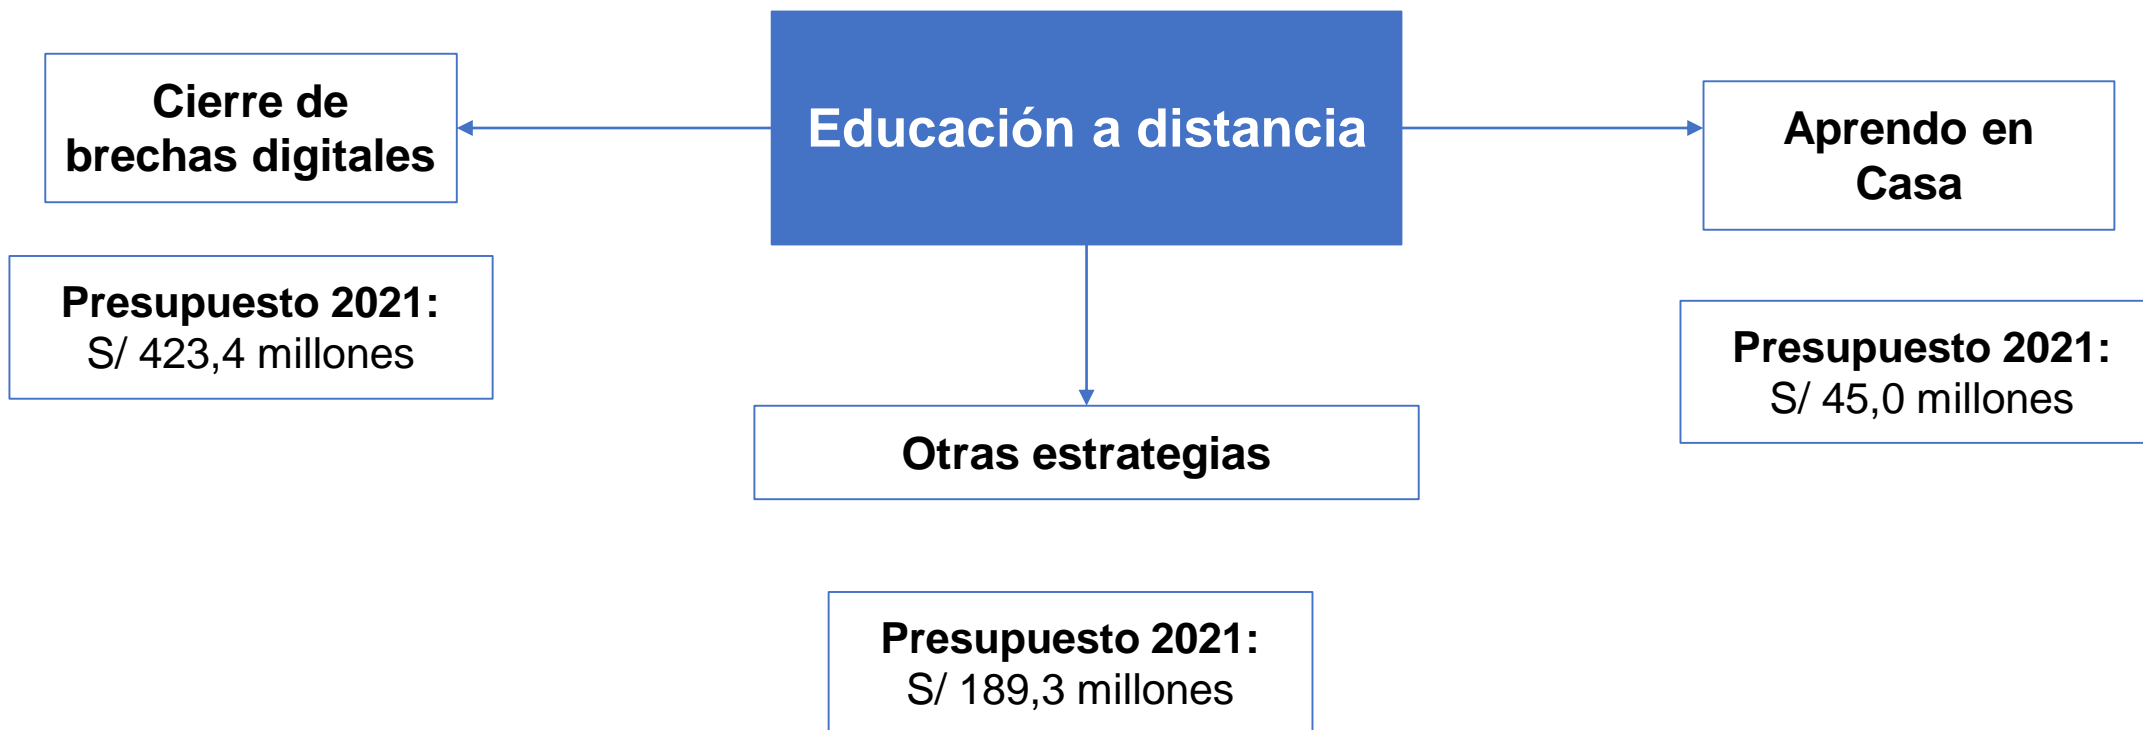 Educación a distancia
Cierre de
brechas digitales
Presupuesto 2021:
S/ 423,4 millones
Otras estrategias
Presupuesto 2021:
S/ 189,3 millones
Aprendo en
Casa
Presupuesto 2021:
S/ 45,0 millones